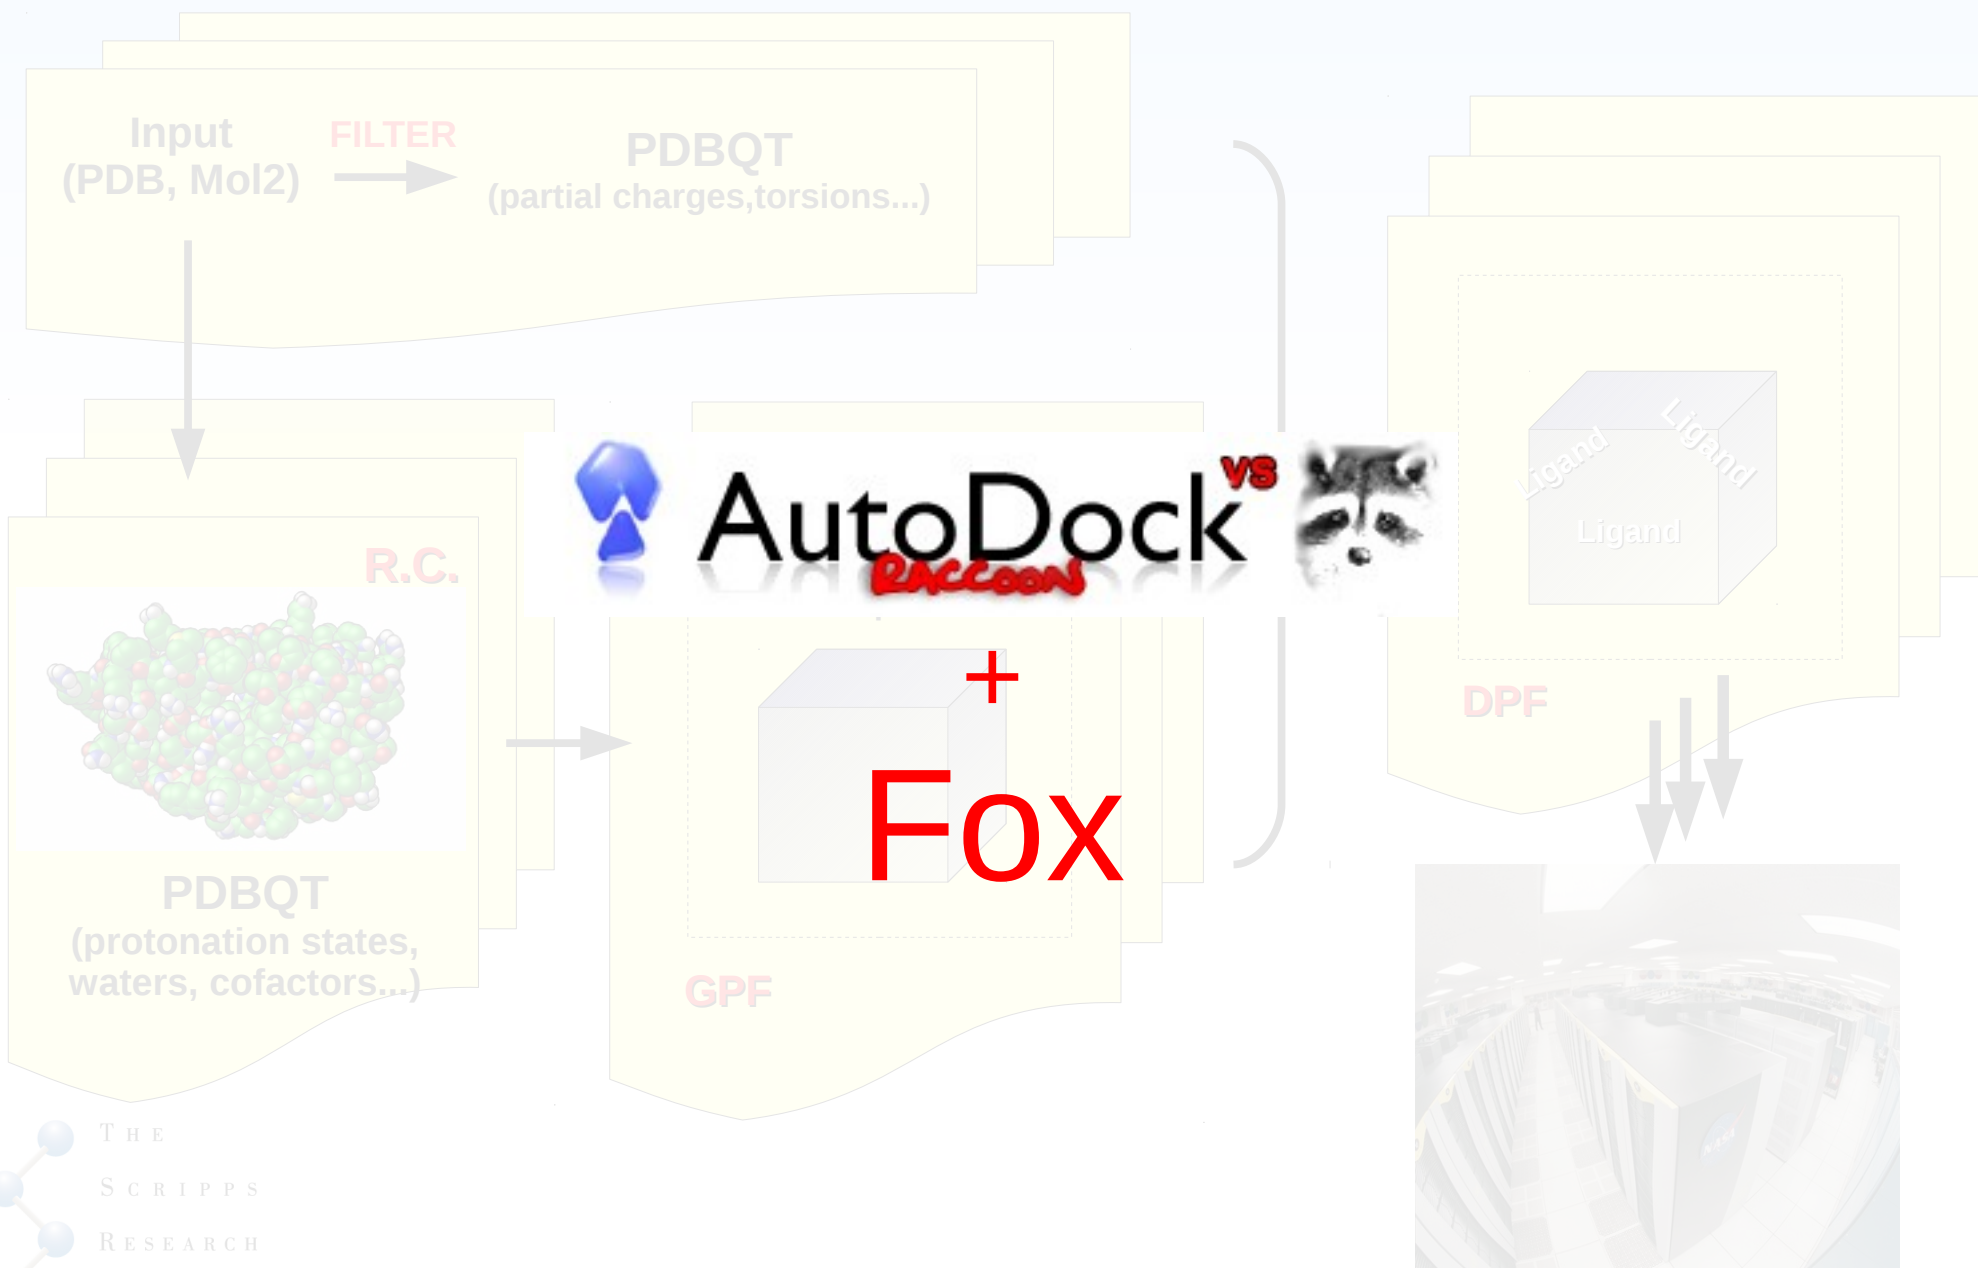 Input
(PDB, Mol2)
FILTER
PDBQT
(partial charges,torsions...)
R.C.
PDBQT
(protonation states,
waters, cofactors...)
AutoDock
VS
RACCOON
+
Fox
GPF
Ligand
Ligand
Ligand
DPF
NASA
THE
SCRIPPS
RESEARCH